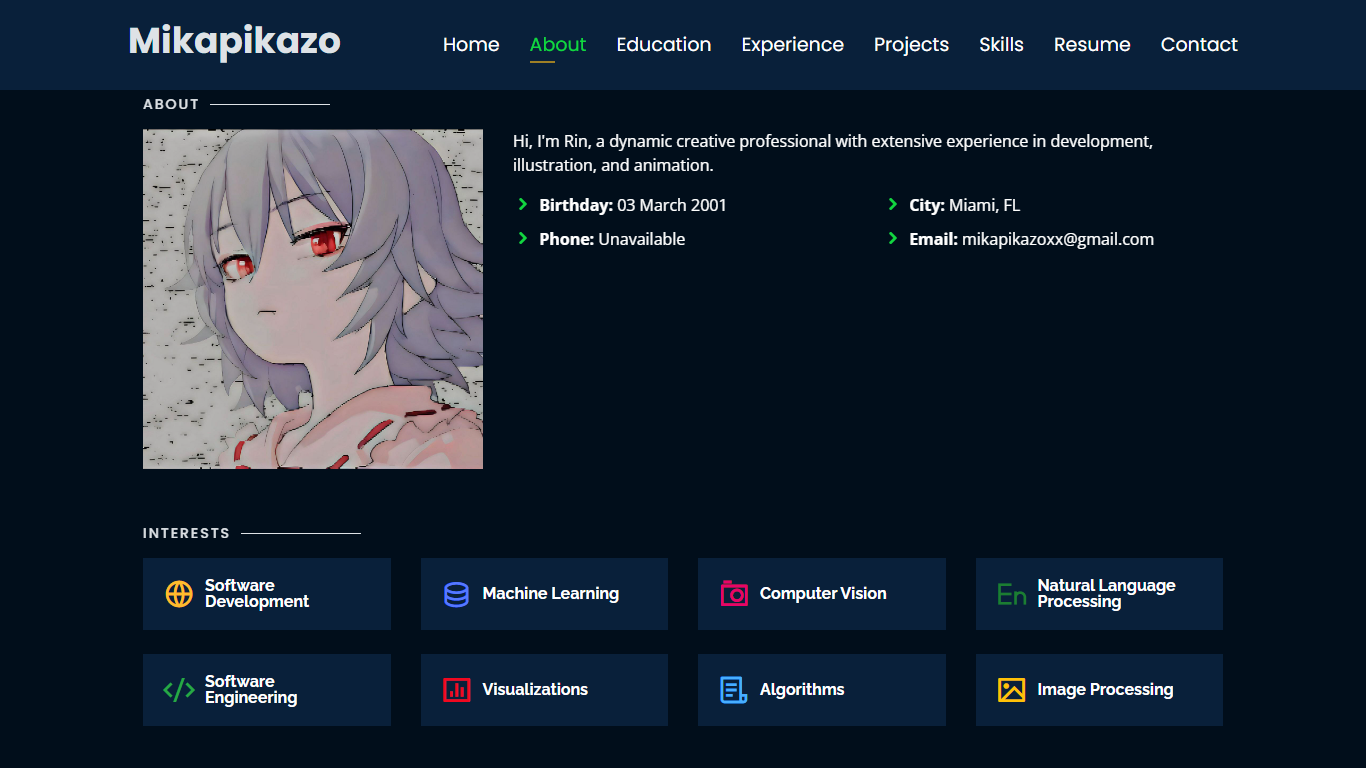 Mikapikazo
Home About Education Experience Projects Skills Resume Contact
ABOUT
Hi, I'm Rin, a dynamic creative professional with extensive experience in development,
illustration, and animation.
Birthday: 03 March 2001
City: Miami, FL
Phone: Unavailable
Email: mikapikazoxx@gmail.com
INTERESTS
Software
Development
Machine Learning
Computer Vision
En
Natural Language
Processing
</>
Software
Engineering
Visualizations
Algorithms
Image Processing